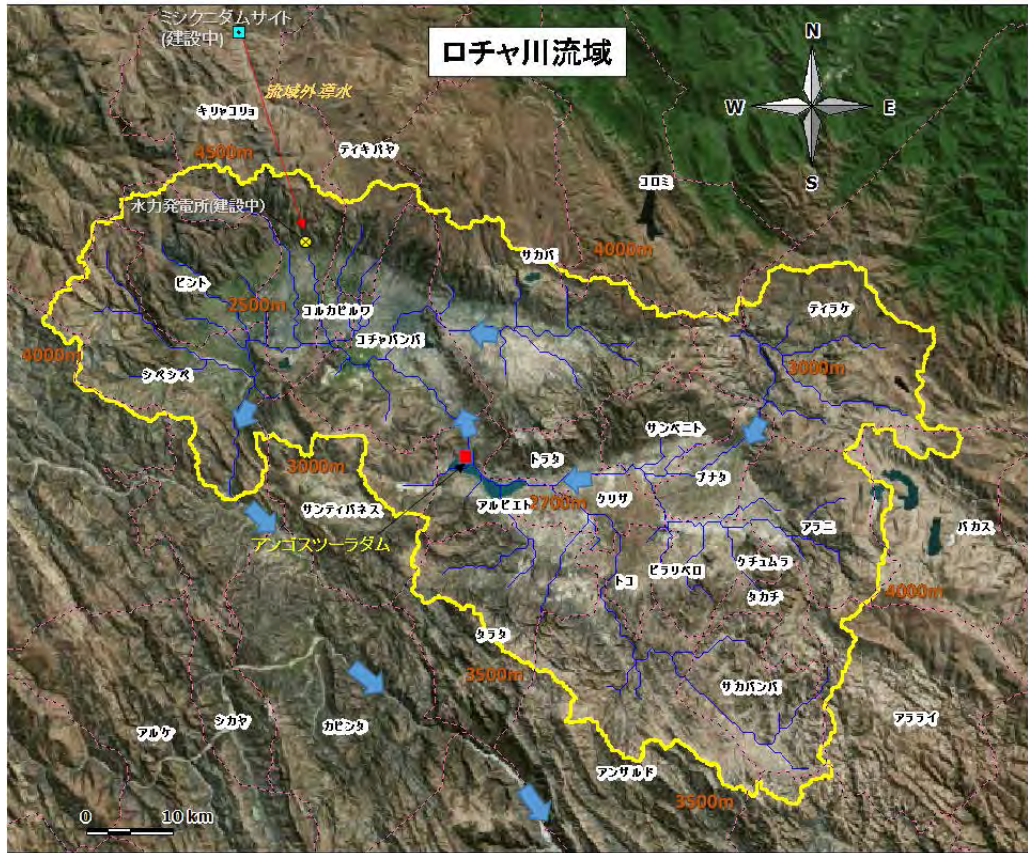 ミシクニダムサイト
(建設中)
ロチャ川流域
N
W
E
S
流域外導水
キリャコリョ
4500m
ティキパヤ
コロミ
水力発電所(建設中)
サカバ
4000m
ビント
2500m
コルカピルワ
コチャバンバ
ティラケ
4000m
シペシペ
3000m
サンベニト
3000m
トラタ
プナタ
サンティバネス
アルビエト
2700m
クリザ
アラニ
バカス
アンゴスツーラダム
トコ
ビラリベロ
クチュムラ
タカチ
4000m
タラタ
3500m
サカバンバ
アルケ
シカヤ
カピンタ
アラライ
アンザルド
3500m
0
10 km